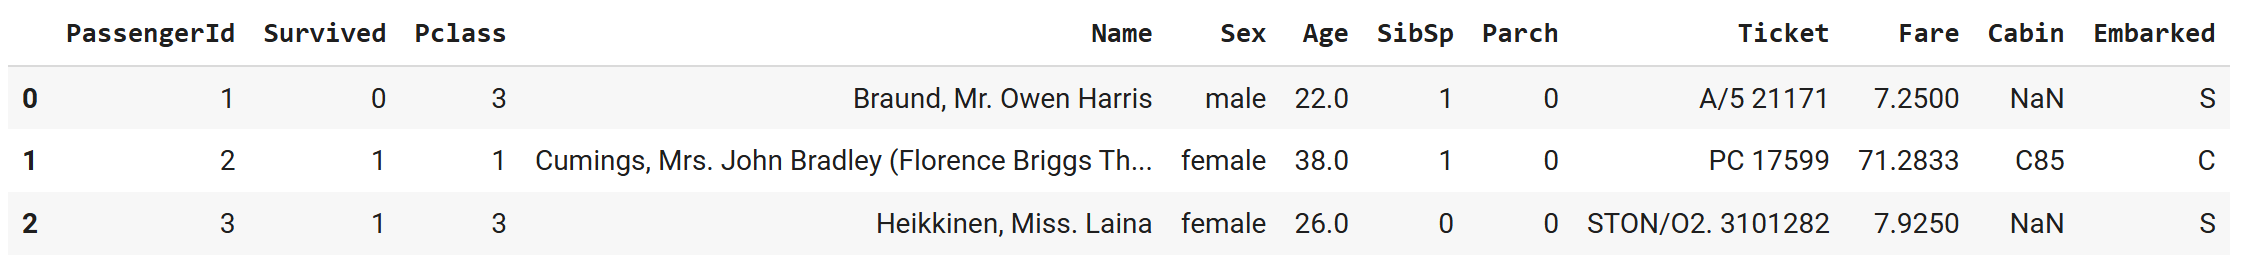 PassengerId Survived Pclass Name Sex Age SibSp Parch Ticket Fare Cabin Embarked
0 1 0 3 Braund, Mr. Owen Harris male 22.0 1 0 A/5 21171 7.2500 NaN S
1 2 1 1 Cumings, Mrs. John Bradley (Florence Briggs Th... female 38.0 1 0 PC 17599 71.2833 C85 C
2 3 1 3 Heikkinen, Miss. Laina female 26.0 0 0 STON/O2. 3101282 7.9250 NaN S